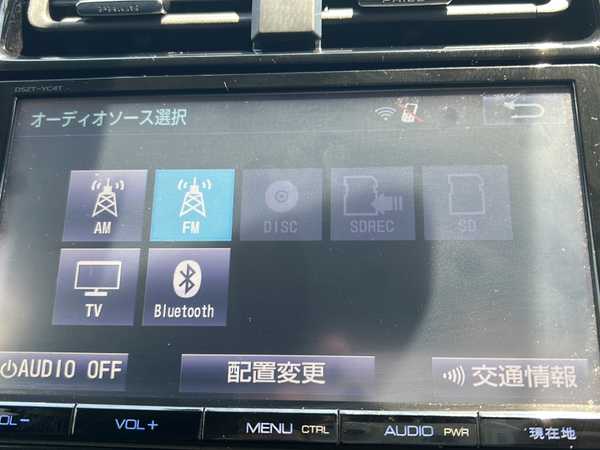 DSZT-YC4T
オーディオソース選択
AM
FM
DISC
SDREC
SD
TV
Bluetooth
AUDIO OFF
配置変更
交通情報
VOL+
MENU CTRL
AUDIO PWR
現在地